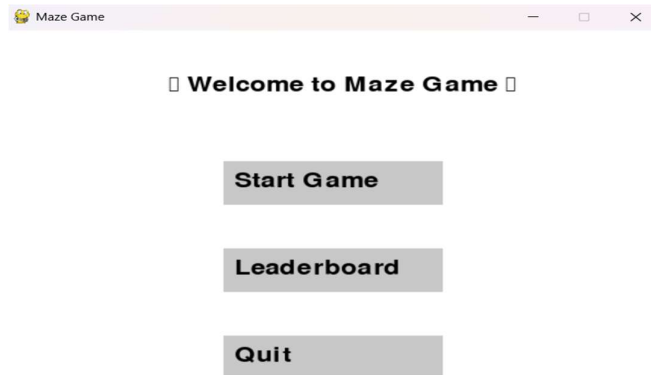 Maze Game
▯ Welcome to Maze Game ▯
Start Game
Leaderboard
Quit